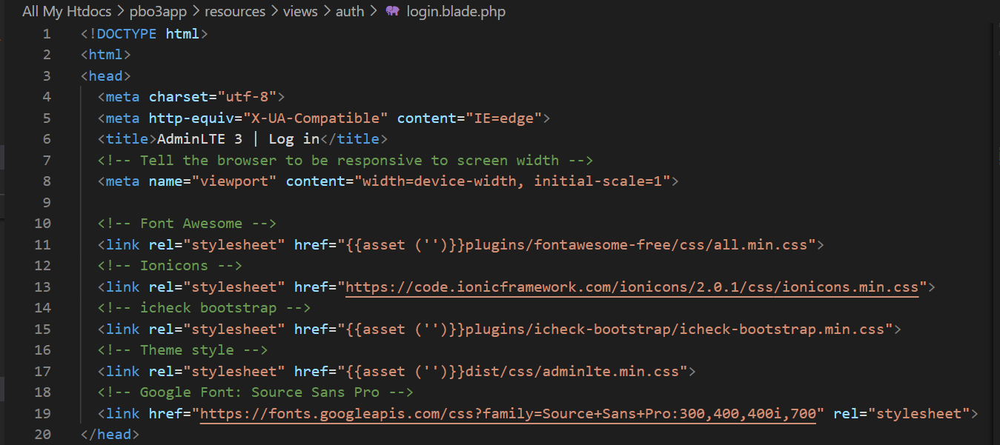 All My Htdocs > pbo3app > resources > views > auth > login.blade.php
1 <!DOCTYPE html>
2 <html>
3 <head>
4 <meta charset="utf-8">
5 <meta http-equiv="X-UA-Compatible" content="IE=edge">
6 <title>AdminLTE 3 | Log in</title>
7 <!-- Tell the browser to be responsive to screen width -->
8 <meta name="viewport" content="width=device-width, initial-scale=1">
9
10 <!-- Font Awesome -->
11 <link rel="stylesheet" href="{{asset ('')}}plugins/fontawesome-free/css/all.min.css">
12 <!-- Ionicons -->
13 <link rel="stylesheet" href="https://code.ionicframework.com/ionicons/2.0.1/css/ionicons.min.css">
14 <!-- icheck bootstrap -->
15 <link rel="stylesheet" href="{{asset ('')}}plugins/icheck-bootstrap/icheck-bootstrap.min.css">
16 <!-- Theme style -->
17 <link rel="stylesheet" href="{{asset ('')}}dist/css/adminlte.min.css">
18 <!-- Google Font: Source Sans Pro -->
19 <link href="https://fonts.googleapis.com/css?family=Source+Sans+Pro:300,400,400i,700" rel="stylesheet">
20 </head>